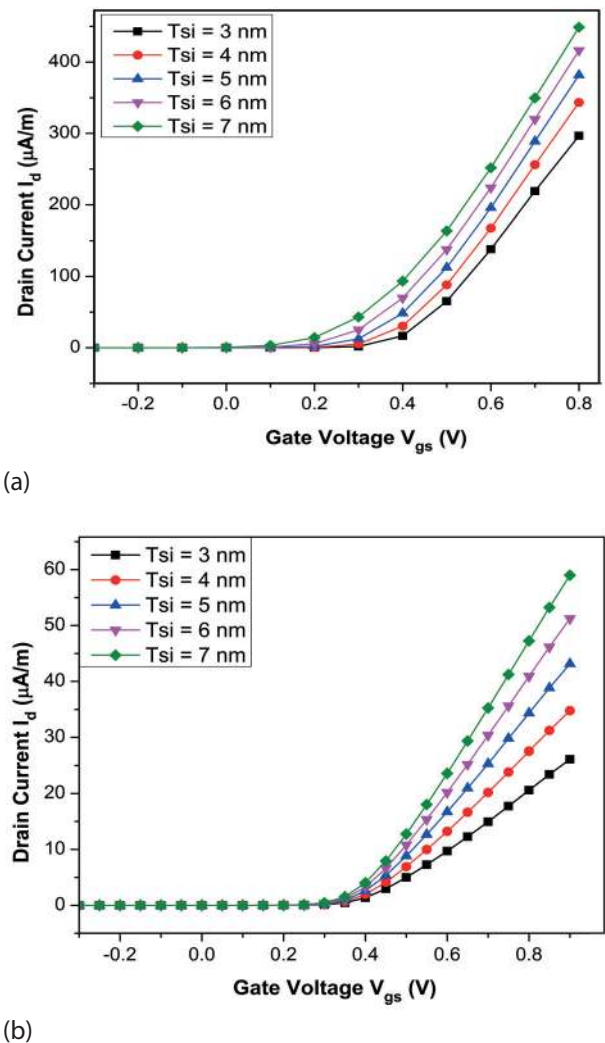 Tsi = 3 nm
Tsi = 4 nm
Tsi = 5 nm
Tsi = 6 nm
Tsi = 7 nm
400
300
200
100
0
Drain Current I_d (μA/m)
-0.2 0.0 0.2 0.4 0.6 0.8
Gate Voltage V_gs (V)
(a)
Tsi = 3 nm
Tsi = 4 nm
Tsi = 5 nm
Tsi = 6 nm
Tsi = 7 nm
60
50
40
30
20
10
0
Drain Current I_d (μA/m)
-0.2 0.0 0.2 0.4 0.6 0.8
Gate Voltage V_gs (V)
(b)